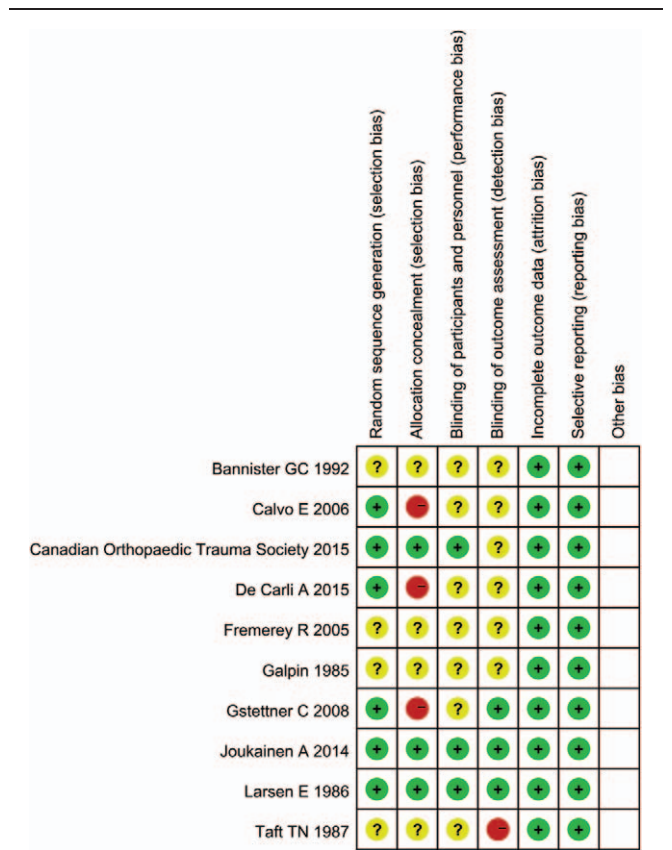 Random sequence generation (selection bias)
Allocation concealment (selection bias)
Blinding of participants and personnel (performance bias)
Blinding of outcome assessment (detection bias)
Incomplete outcome data (attrition bias)
Selective reporting (reporting bias)
Other bias
Bannister GC 1992 ? ? ? ? + +
Calvo E 2006 + – ? ? + +
Canadian Orthopaedic Trauma Society 2015 + + + ? + +
De Carli A 2015 + – ? ? + +
Fremerey R 2005 ? ? ? ? + +
Galpin 1985 ? ? ? ? + +
Gstettner C 2008 + – ? + + +
Joukainen A 2014 + + + + + +
Larsen E 1986 + + + + + +
Taft TN 1987 ? ? ? – + +